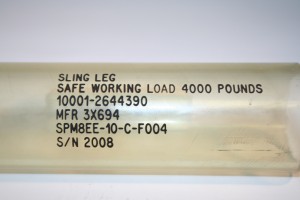 SLING LEG
SAFE WORKING LOAD 4000 POUNDS
10001-2644390
MFR 3X694
SPM8EE-10-C-F004
S/N 2008